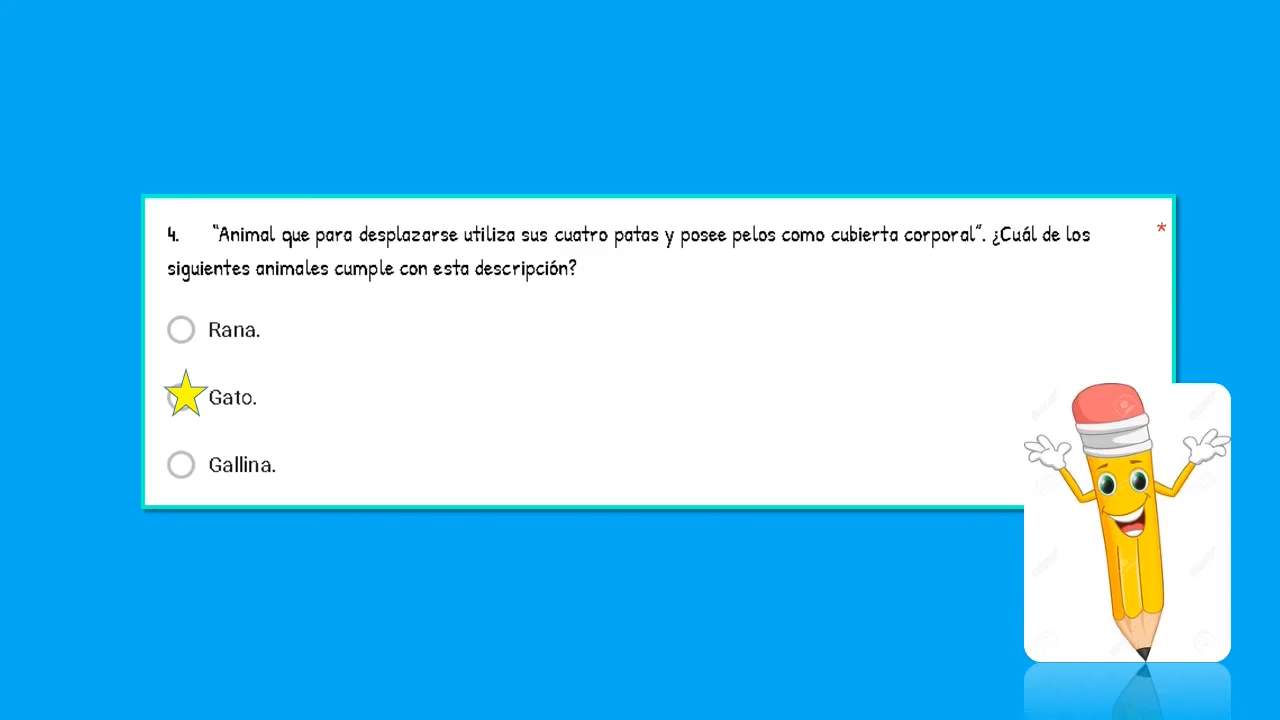 4. “Animal que para desplazarse utiliza sus cuatro patas y posee pelos como cubierta corporal”. ¿Cuál de los *
siguientes animales cumple con esta descripción?
Rana.
Gato.
Gallina.